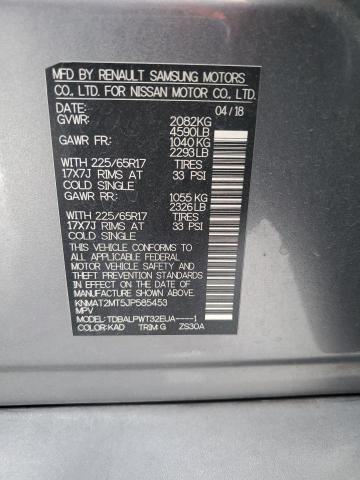 MFD BY RENAULT SAMSUNG MOTORS
CO., LTD. FOR NISSAN MOTOR CO., LTD.
DATE: 04/18
GVWR: 2082KG
4590LB
GAWR FR: 1040 KG
2293LB
WITH 225/65R17 TIRES
17X7J RIMS AT 33 PSI
COLD SINGLE
GAWR RR: 1055 KG
2326LB
WITH 225/65R17 TIRES
17X7J RIMS AT 33 PSI
COLD SINGLE
THIS VEHICLE CONFORMS TO
ALL APPLICABLE FEDERAL
MOTOR VEHICLE SAFETY, BUMPER,
AND THEFT PREVENTION STANDARDS
IN EFFECT ON THE DATE OF
MANUFACTURE SHOWN ABOVE.
KNMAT2MT5JP585453
MPV
MODEL: TDBALPWT32EUA----1
COLOR: KAD TRIM: G ZS30A